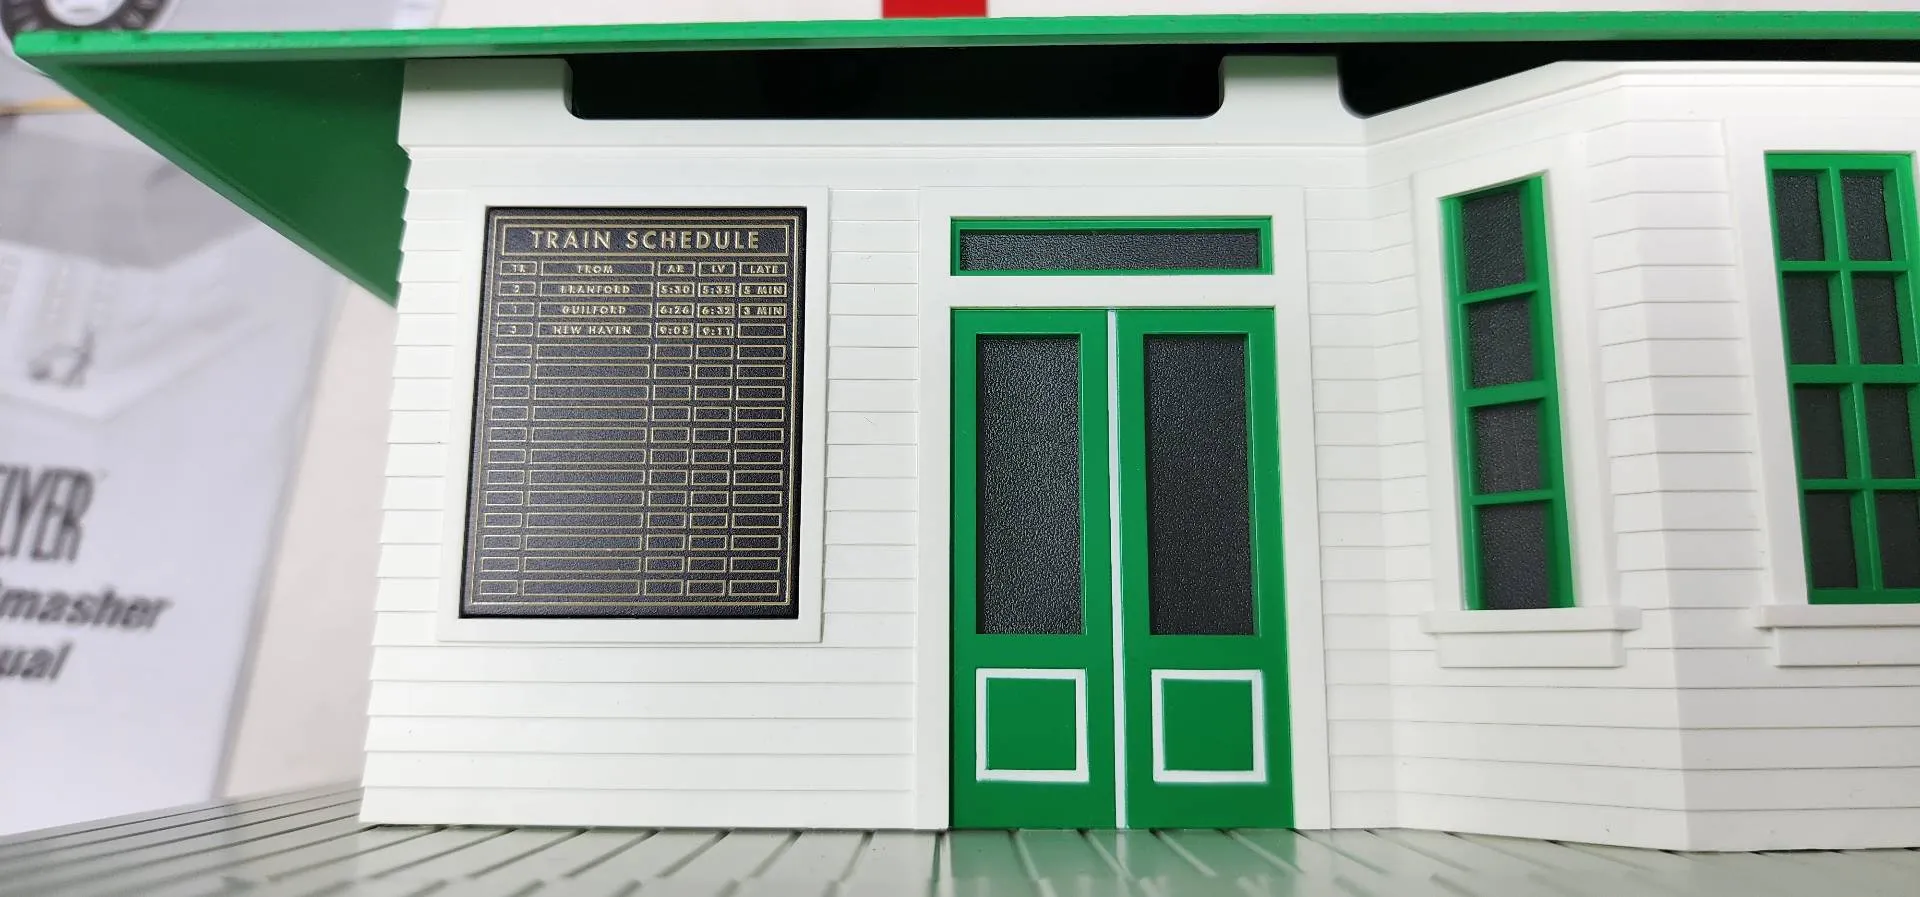 TRAIN SCHEDULE
TR FROM AR LV LATE
2 BRANFORD 5:30 5:35 5 MIN
1 GUILFORD 6:26 6:32 3 MIN
3 NEW HAVEN 9:05 9:11
LYER
masher
ual